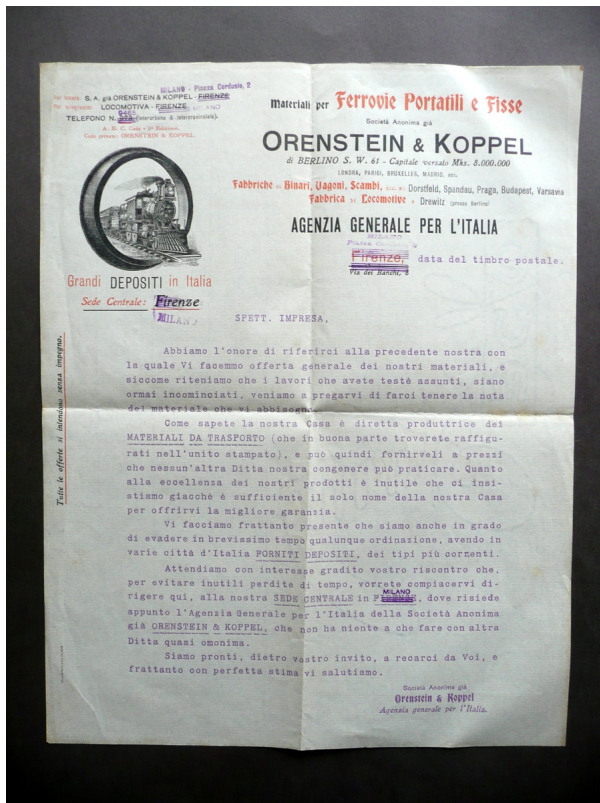 MILANO - Piazza Cordusio, 2
Per lettere: S. A. già ORENSTEIN & KOPPEL - FIRENZE
Per telegrammi: LOCOMOTIVA - FIRENZE MILANO
TELEFONO N. (interurbano & interprovinciale).
A. B. C. Code - 5ª Edizione.
Code privato: ORENSTEIN & KOPPEL.
Grandi DEPOSITI in Italia
Sede Centrale: Firenze
MILANO
Materiali per Ferrovie Portatili e Fisse
Società Anonima già
ORENSTEIN & KOPPEL
di BERLINO S. W. 61 - Capitale versato Mks. 8.000.000
LONDRA, PARIGI, BRUXELLES, MADRID, ecc.
Fabbriche di Binari, Vagoni, Scambi, ecc. a: Dorstfeld, Spandau, Praga, Budapest, Varsavia
Fabbrica di Locomotive a Drewitz (presso Berlino)
AGENZIA GENERALE PER L'ITALIA
MILANO
Piazza Cordusio, 2
Firenze, data del timbro postale.
Via dei Banchi, 2
Tutte le offerte si intendono senza impegno.
SPETT. IMPRESA,
Abbiamo l'onore di riferirci alla precedente nostra con
la quale Vi facemmo offerta generale dei nostri materiali, e
siccome riteniamo che i lavori che avete testè assunti, siano
ormai incominciati, veniamo a pregarvi di farci tenere la nota
dei materiale che vi abbisogna.
Come sapete la nostra Casa è diretta produttrice dei
MATERIALI DA TRASPORTO (che in buona parte troverete raffigu-
rati nell'unito stampato), e può quindi fornirveli a prezzi
che nessun'altra Ditta nostra congenere può praticare. Quanto
alla eccellenza dei nostri prodotti è inutile che ci insi-
stiamo giacchè è sufficiente il solo nome della nostra Casa
per offrirvi la migliore garanzia.
Vi facciamo frattanto presente che siamo anche in grado
di evadere in brevissimo tempo qualunque ordinazione, avendo in
varie città d'Italia FORNITI DEPOSITI, dei tipi più correnti.
Attendiamo con interesse gradito vostro riscontro che,
per evitare inutili perdite di tempo, vorrete compiacervi di-
rigere qui, alla nostra SEDE CENTRALE in FIRENZE MILANO, dove risiede
appunto l'Agenzia Generale per l'Italia della Società Anonima
già ORENSTEIN & KOPPEL, che non ha niente a che fare con altra
Ditta quasi omonima.
Siamo pronti, dietro vostro invito, a recarci da Voi, e
frattanto con perfetta stima vi salutiamo.
Società Anonima già
Orenstein & Koppel
Agenzia generale per l'Italia.